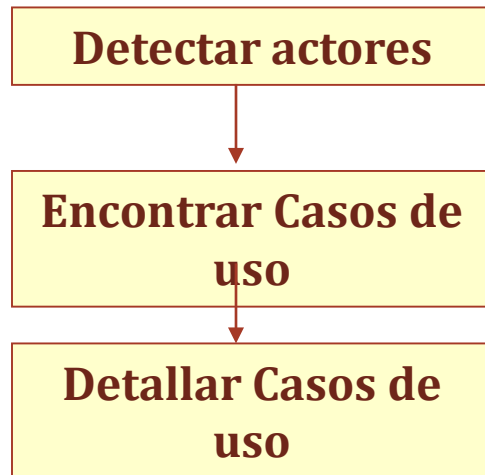 Detectar actores
Encontrar Casos de
uso
Detallar Casos de
uso